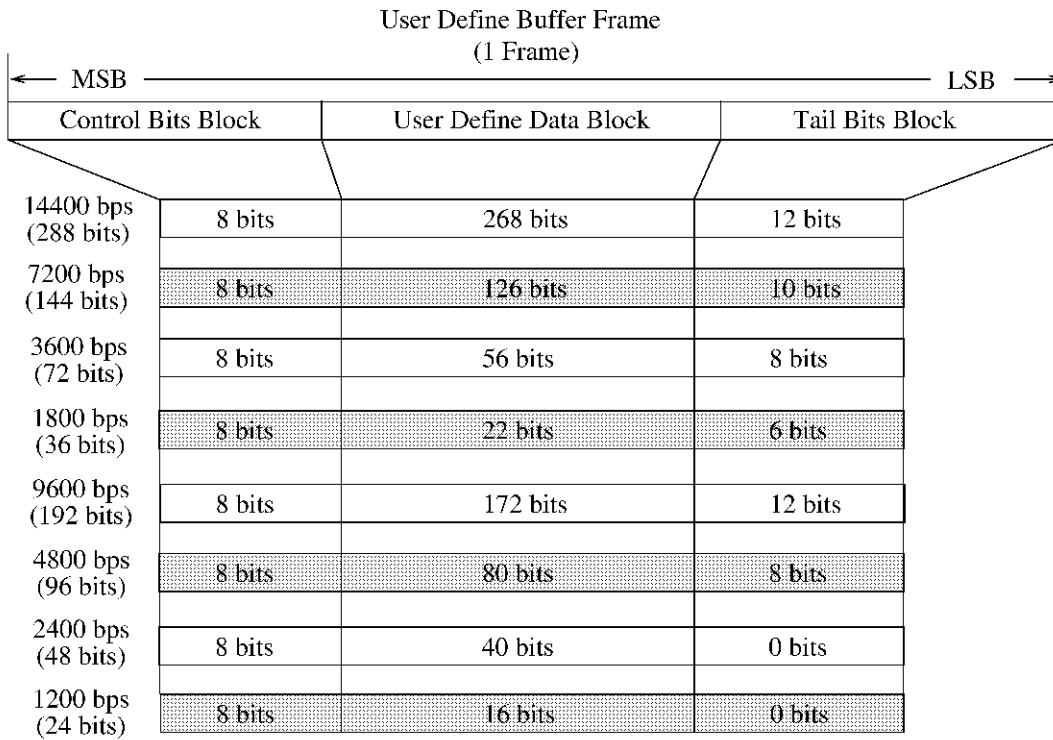 User Define Buffer Frame
(1 Frame)
MSB LSB
Control Bits Block User Define Data Block Tail Bits Block
14400 bps
(288 bits) 8 bits 268 bits 12 bits
7200 bps
(144 bits) 8 bits 126 bits 10 bits
3600 bps
(72 bits) 8 bits 56 bits 8 bits
1800 bps
(36 bits) 8 bits 22 bits 6 bits
9600 bps
(192 bits) 8 bits 172 bits 12 bits
4800 bps
(96 bits) 8 bits 80 bits 8 bits
2400 bps
(48 bits) 8 bits 40 bits 0 bits
1200 bps
(24 bits) 8 bits 16 bits 0 bits